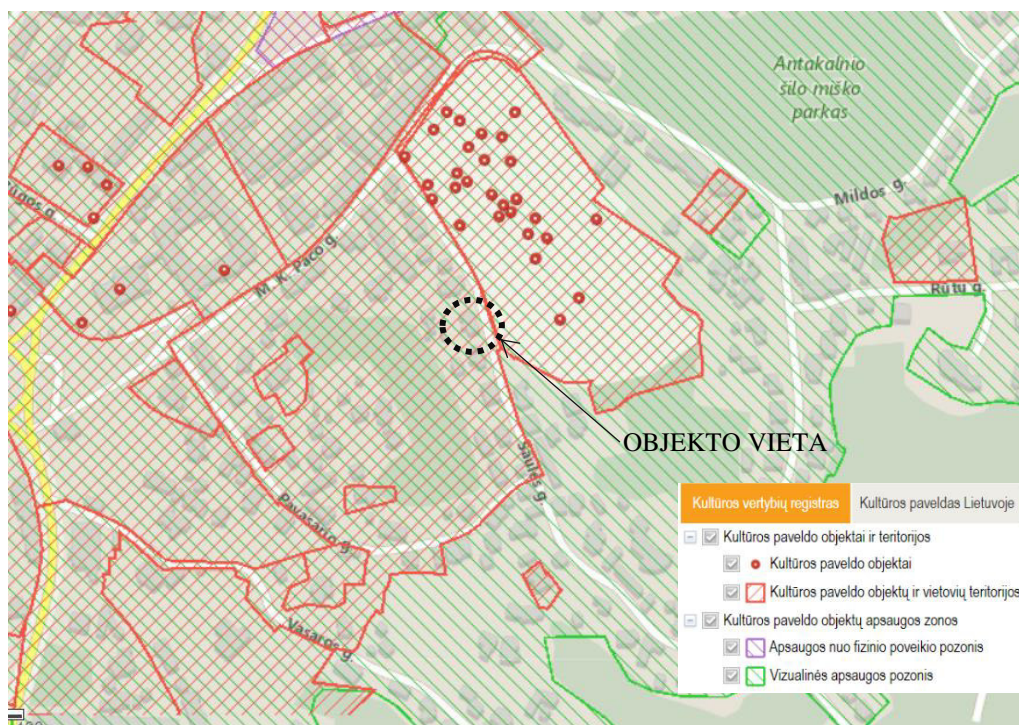 Antakalnio
šilo miško
parkas
Mildos g.
M. K. Paco g.
Rūtų g.
OBJEKTO VIETA
Saulės g.
Pavasario g.
Vasaros g.
Kultūros vertybių registras
Kultūros paveldas Lietuvoje
Kultūros paveldo objektai ir teritorijos
Kultūros paveldo objektai
Kultūros paveldo objektų ir vietovių teritorijos
Kultūros paveldo objektų apsaugos zonos
Apsaugos nuo fizinio poveikio pozonis
Vizualinės apsaugos pozonis